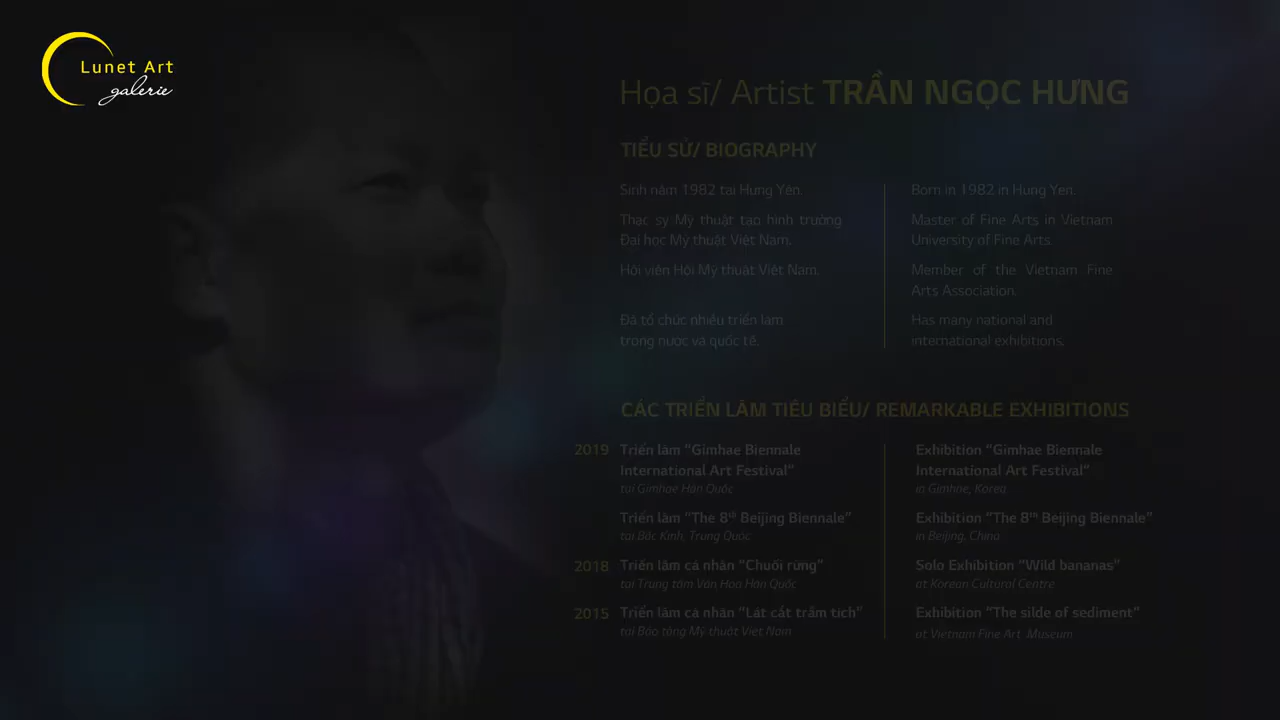 Lunet Art
galerie
Họa sĩ/ Artist TRẦN NGỌC HƯNG
TIỂU SỬ/ BIOGRAPHY
Sinh năm 1982 tại Hưng Yên.
Thạc sỹ Mỹ thuật tạo hình trường
Đại học Mỹ thuật Việt Nam.
Hội viên Hội Mỹ thuật Việt Nam.
Đã tổ chức nhiều triển lãm
trong nước và quốc tế.
Born in 1982 in Hung Yen.
Master of Fine Arts in Vietnam
University of Fine Arts.
Member of the Vietnam Fine
Arts Association.
Has many national and
international exhibitions.
CÁC TRIỂN LÃM TIÊU BIỂU/ REMARKABLE EXHIBITIONS
2019 Triển lãm "Gimhae Biennale
International Art Festival"
tại Gimhae Hàn Quốc
Triển lãm "The 8th Beijing Biennale"
tại Bắc Kinh, Trung Quốc
2018 Triển lãm cá nhân "Chuối rừng"
tại Trung tâm Văn Hóa Hàn Quốc
2015 Triển lãm cá nhân "Lát cắt trầm tích"
tại Bảo tàng Mỹ thuật Việt Nam
Exhibition "Gimhae Biennale
International Art Festival"
in Gimhae, Korea
Exhibition "The 8th Beijing Biennale"
in Beijing, China
Solo Exhibition "Wild bananas"
at Korean Cultural Centre
Exhibition "The silde of sediment"
at Vietnam Fine Art .Museum